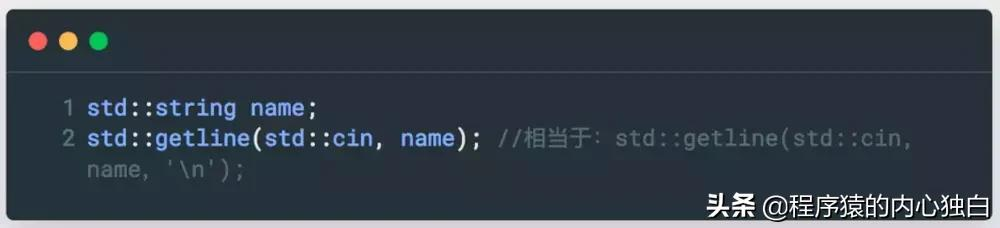 1 std::string name;
2 std::getline(std::cin, name); //相当于：std::getline(std::cin,
name, '\n');
头条 @程序猿的内心独白